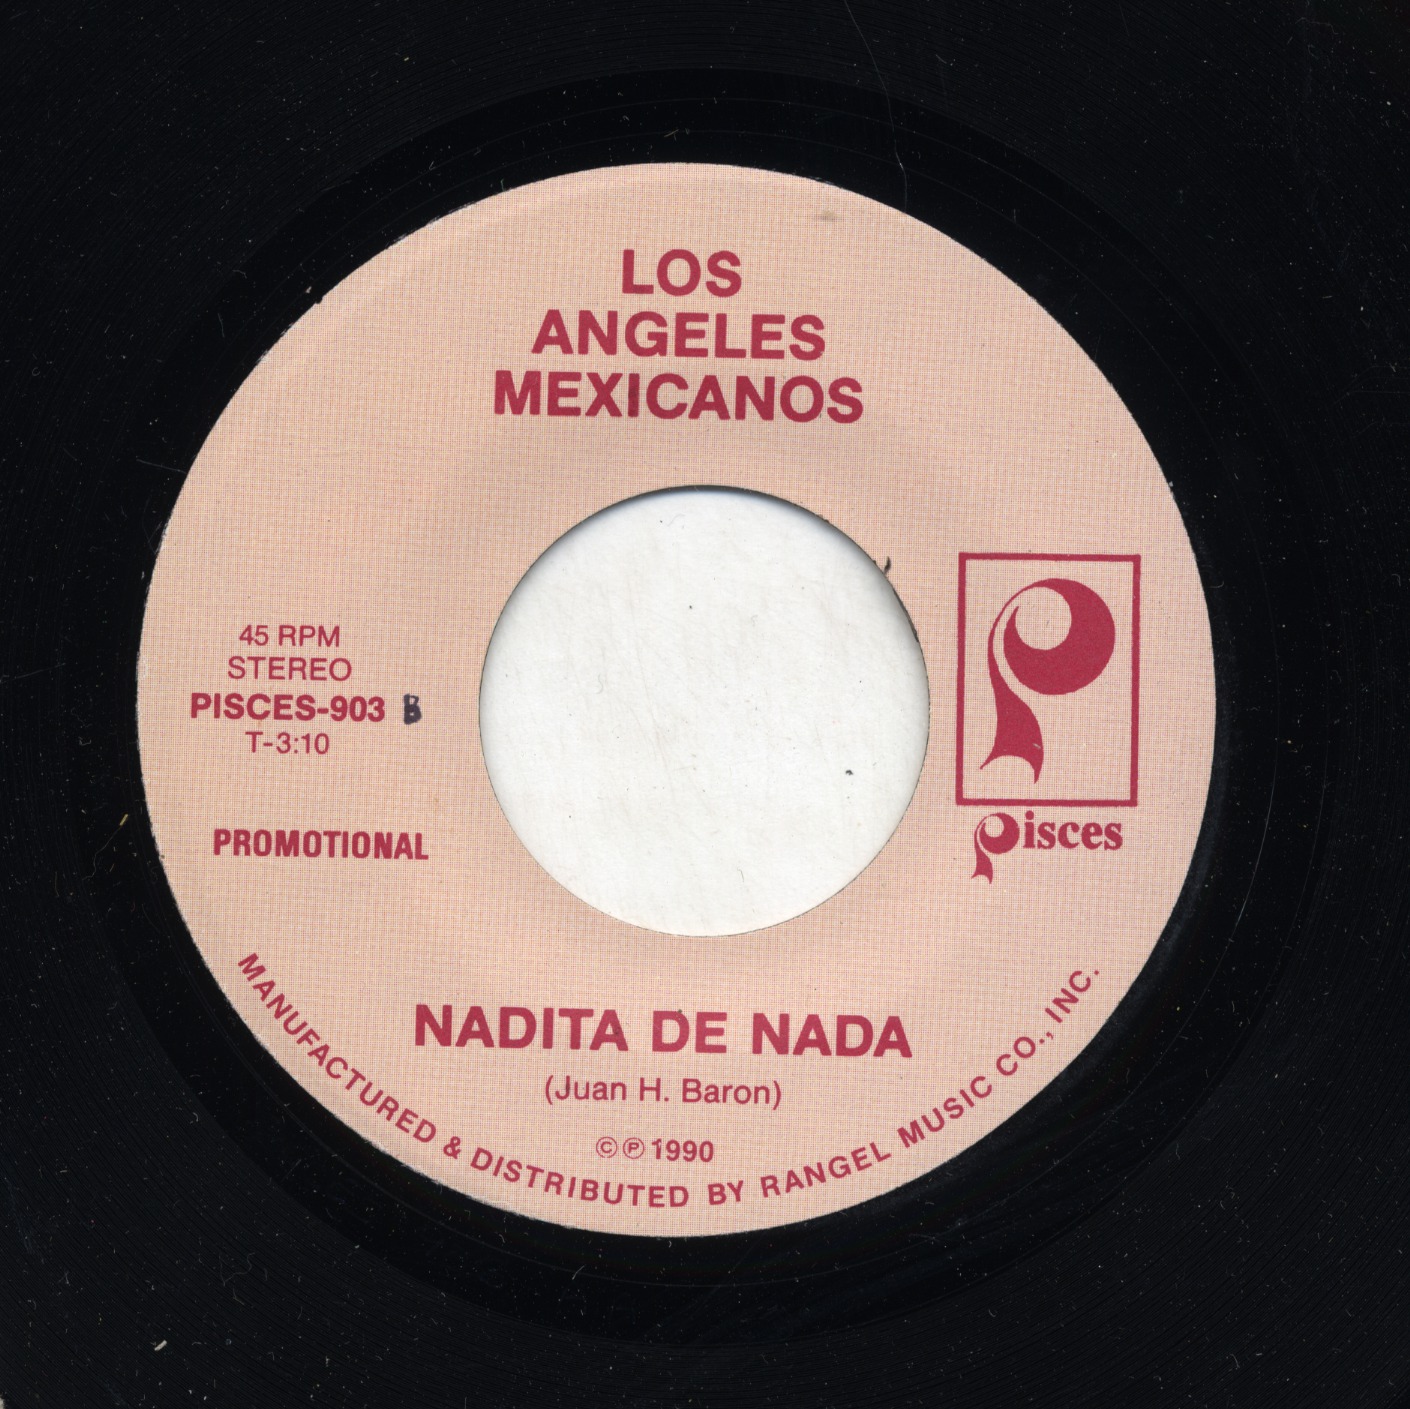 LOS
ANGELES
MEXICANOS
45 RPM
STEREO
PISCES-903 B
T-3:10
PROMOTIONAL
Pisces
NADITA DE NADA
(Juan H. Baron)
©℗ 1990
MANUFACTURED & DISTRIBUTED BY RANGEL MUSIC CO., INC.